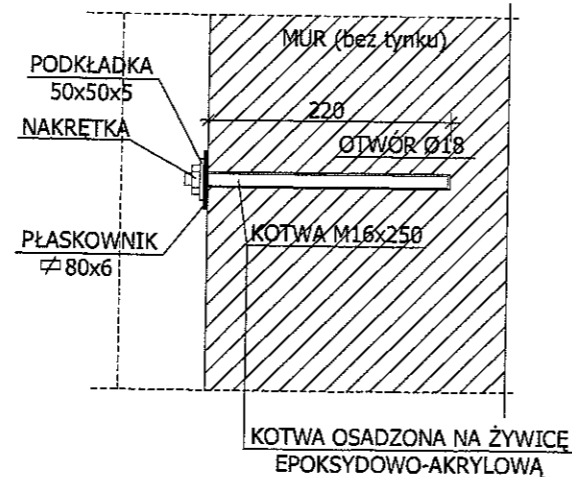 MUR (bez tynku)
PODKŁADKA
50x50x5
220
NAKRĘTKA
OTWÓR Ø18
PŁASKOWNIK
80x6
KOTWA M16x250
KOTWA OSADZONA NA ŻYWICĘ
EPOKSYDOWO-AKRYLOWĄ